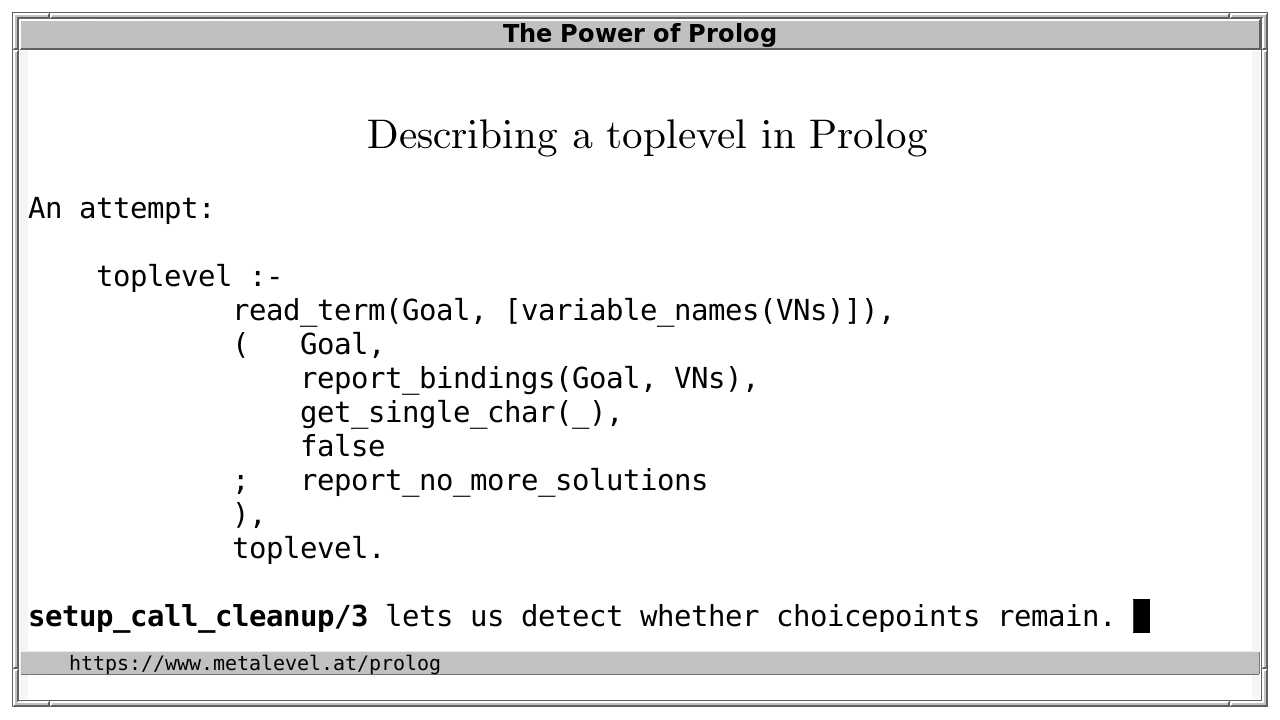 The Power of Prolog
Describing a toplevel in Prolog
An attempt:
toplevel :-
read_term(Goal, [variable_names(VNs)]),
(   Goal,
report_bindings(Goal, VNs),
get_single_char(_),
false
;   report_no_more_solutions
),
toplevel.
setup_call_cleanup/3 lets us detect whether choicepoints remain.
https://www.metalevel.at/prolog